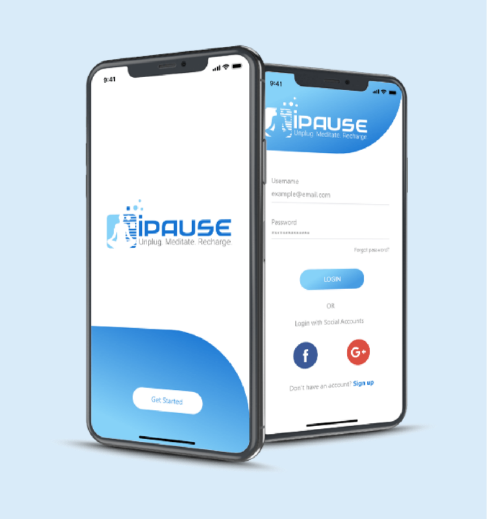 9:41
iPAUSE
Unplug. Meditate. Recharge.
Get Started
9:41
iPAUSE
Unplug. Meditate. Recharge.
Username
example@email.com
Password
**************
Forgot password?
LOGIN
OR
Login with Social Accounts
f
G+
Don't have an account? Sign up